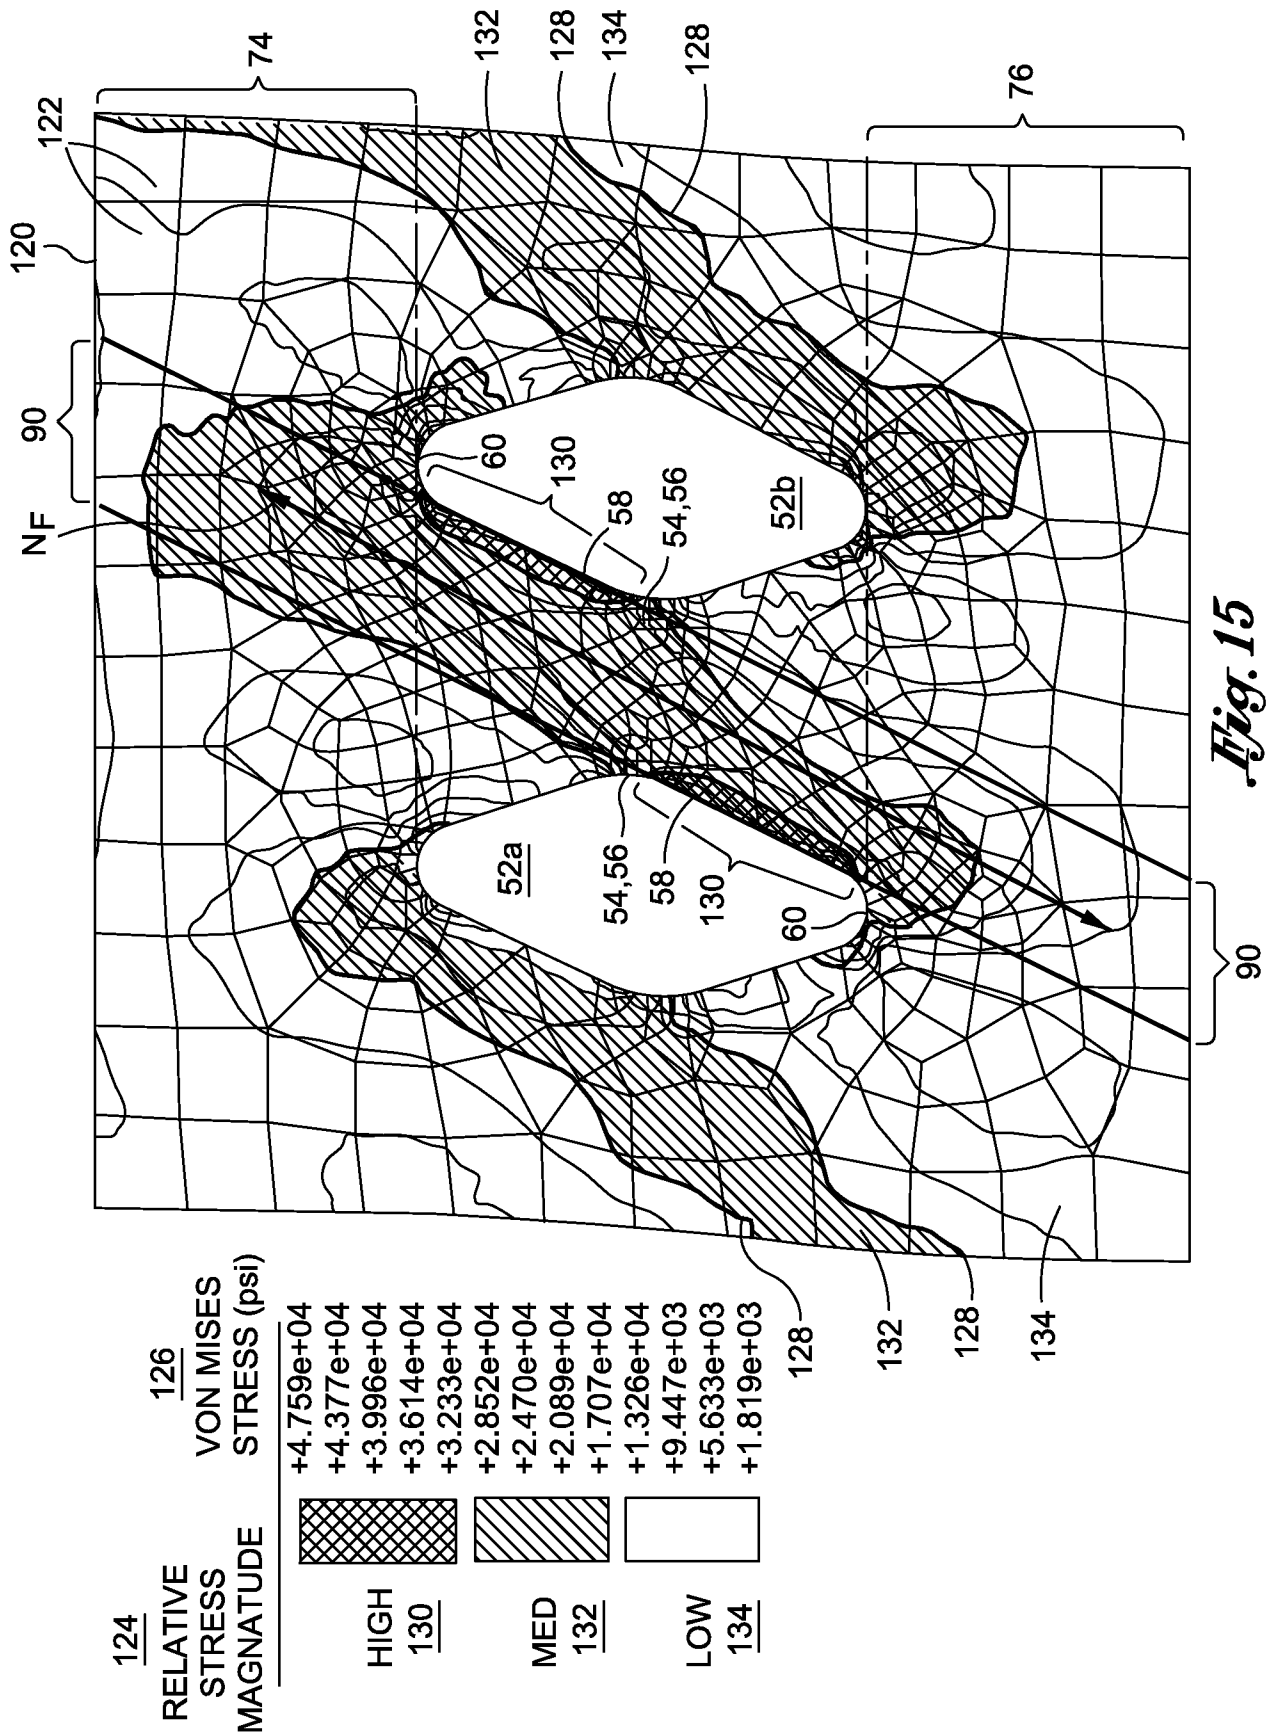 124
RELATIVE
STRESS
MAGNATUDE
126
VON MISES
STRESS (psi)
HIGH
130
MED
132
LOW
134
+4.759e+04
+4.377e+04
+3.996e+04
+3.614e+04
+3.233e+04
+2.852e+04
+2.470e+04
+2.089e+04
+1.707e+04
+1.326e+04
+9.447e+03
+5.633e+03
+1.819e+03
NF
90
120
122
74
132
128
134
128
76
52a
54,56
58
130
60
60
130
58
54,56
52b
128
132
128
134
90
Fig. 15